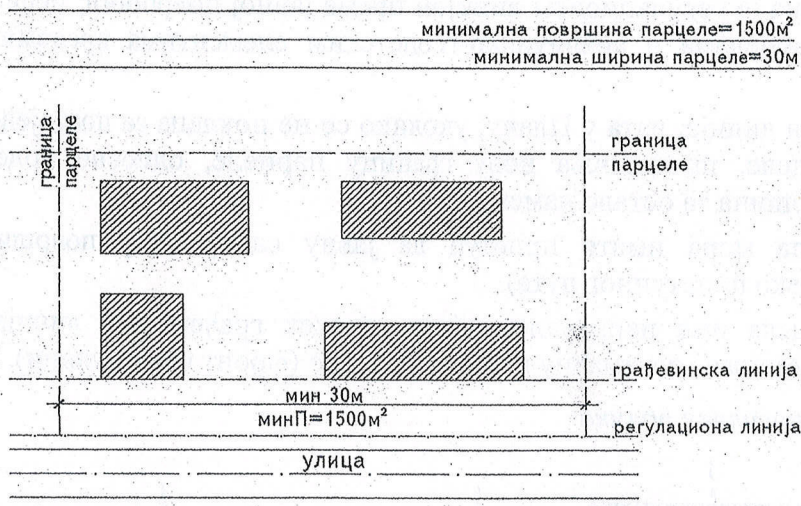 минимална површина парцеле=1500м²
минимална ширина парцеле=30м
граница
парцеле
граница
парцеле
грађевинска линија
мин 30м
минП=1500м²
регулациона линија
улица